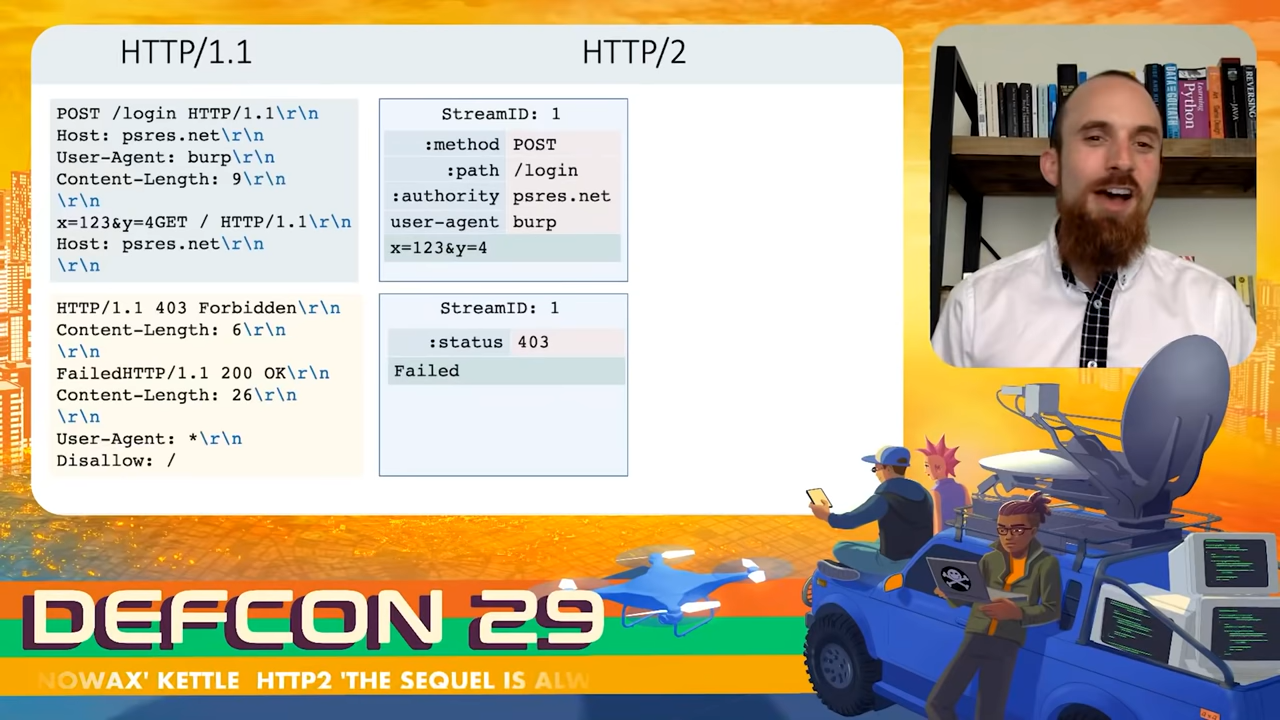 HTTP/1.1
HTTP/2
POST /login HTTP/1.1\r\n
Host: psres.net\r\n
User-Agent: burp\r\n
Content-Length: 9\r\n
\r\n
x=123&y=4GET / HTTP/1.1\r\n
Host: psres.net\r\n
\r\n
HTTP/1.1 403 Forbidden\r\n
Content-Length: 6\r\n
\r\n
FailedHTTP/1.1 200 OK\r\n
Content-Length: 26\r\n
\r\n
User-Agent: *\r\n
Disallow: /
StreamID: 1
:method POST
:path /login
:authority psres.net
user-agent burp
x=123&y=4
StreamID: 1
:status 403
Failed
Python
JAVA
DEFCON 29
NOWAX' KETTLE HTTP2 'THE SEQUEL IS ALW